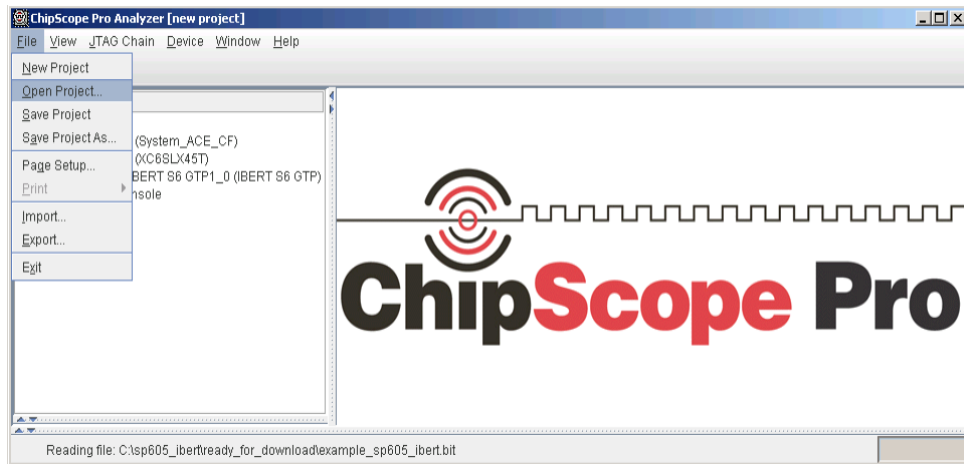 ChipScope Pro Analyzer [new project]
File View JTAG Chain Device Window Help
New Project
Open Project...
Save Project
Save Project As...
(System_ACE_CF)
(XC6SLX45T)
Page Setup...
BERT S6 GTP1_0 (IBERT S6 GTP)
Print
nsole
Import...
Export...
Exit
ChipScope Pro
Reading file: C:\sp605_ibert\ready_for_download\example_sp605_ibert.bit